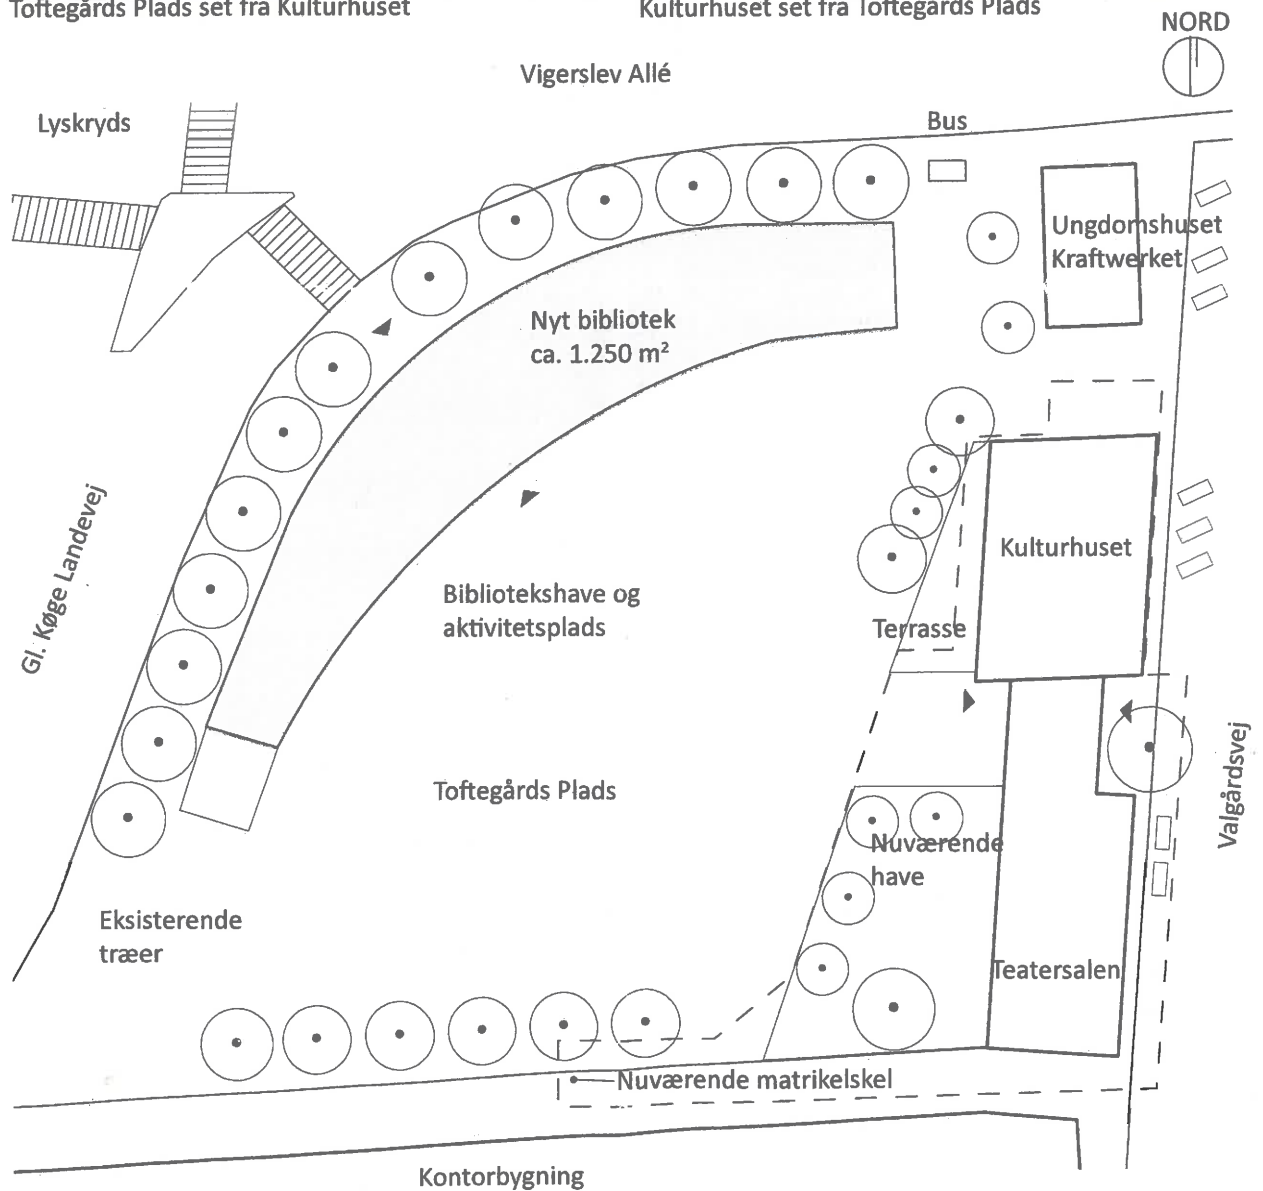 Toftegårds Plads set fra Kulturhuset
Kulturhuset set fra Toftegårds Plads
NORD
Vigerslev Allé
Lyskryds
Bus
Ungdomshuset
Kraftwerket
Nyt bibliotek
ca. 1.250 m²
Gl. Køge Landevej
Kulturhuset
Bibliotekshave og
aktivitetsplads
Terrasse
Valgårdsvej
Toftegårds Plads
Nuværende
have
Eksisterende
træer
Teatersalen
Nuværende matrikelskel
Kontorbygning